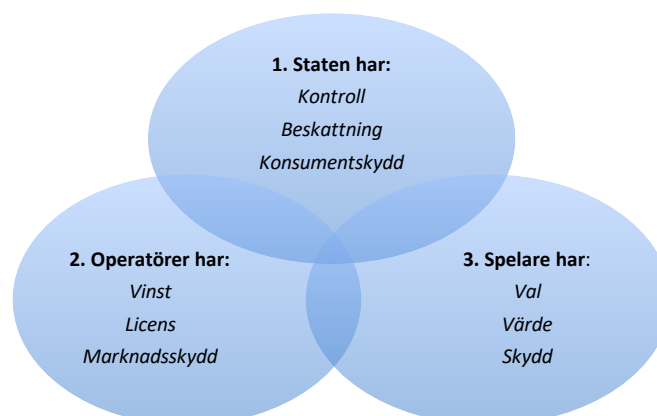 1. Staten har:
Kontroll
Beskattning
Konsumentskydd
2. Operatörer har:
Vinst
Licens
Marknadsskydd
3. Spelare har:
Val
Värde
Skydd